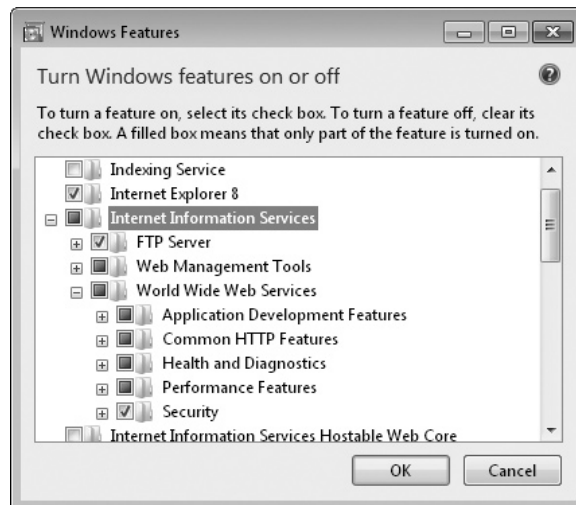 Windows Features
Turn Windows features on or off
To turn a feature on, select its check box. To turn a feature off, clear its
check box. A filled box means that only part of the feature is turned on.
Indexing Service
Internet Explorer 8
Internet Information Services
FTP Server
Web Management Tools
World Wide Web Services
Application Development Features
Common HTTP Features
Health and Diagnostics
Performance Features
Security
Internet Information Services Hostable Web Core
OK Cancel